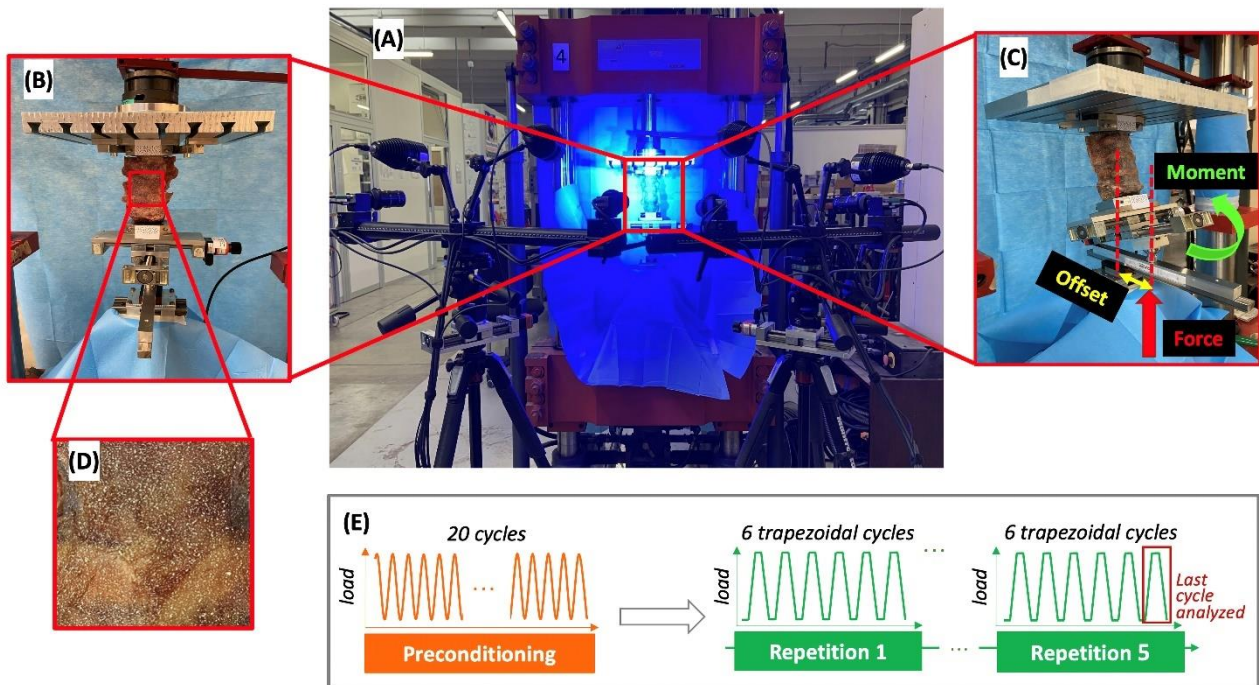 (A)
4
(B)
(C)
Moment
Offset
Force
(D)
(E)
20 cycles
6 trapezoidal cycles
...
6 trapezoidal cycles
load
...
load
load
Last
cycle
analyzed
Preconditioning
Repetition 1
...
Repetition 5